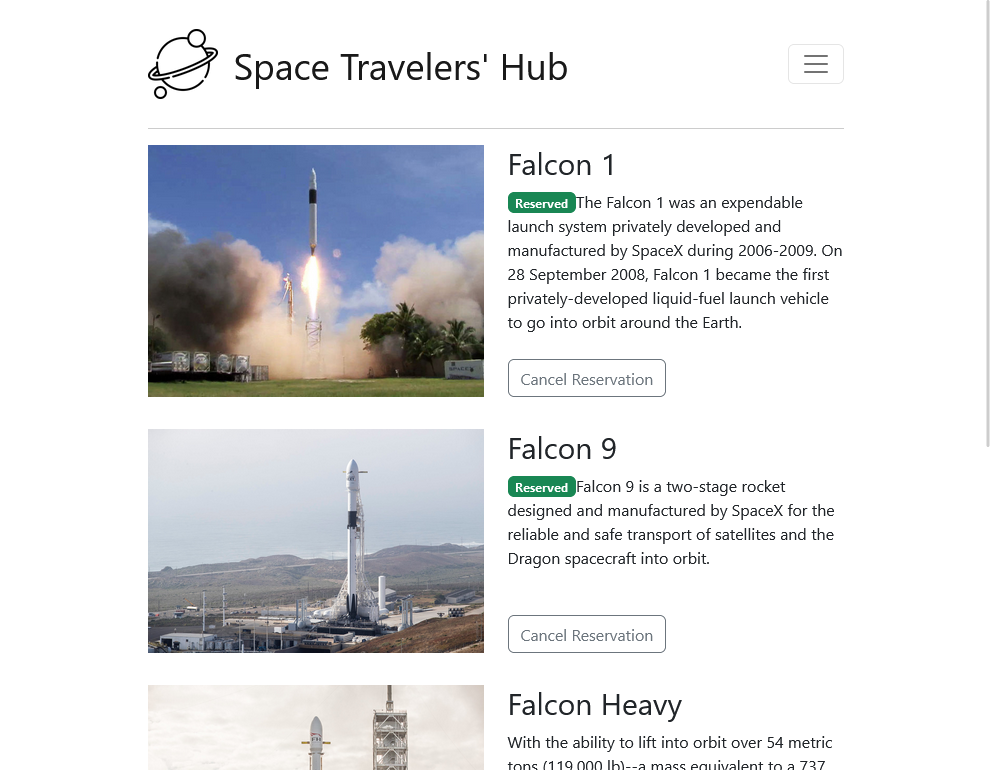 Space Travelers' Hub
Falcon 1
Reserved The Falcon 1 was an expendable
launch system privately developed and
manufactured by SpaceX during 2006-2009. On
28 September 2008, Falcon 1 became the first
privately-developed liquid-fuel launch vehicle
to go into orbit around the Earth.
Cancel Reservation
Falcon 9
Reserved Falcon 9 is a two-stage rocket
designed and manufactured by SpaceX for the
reliable and safe transport of satellites and the
Dragon spacecraft into orbit.
Cancel Reservation
Falcon Heavy
With the ability to lift into orbit over 54 metric
tons (119,000 lb)--a mass equivalent to a 737